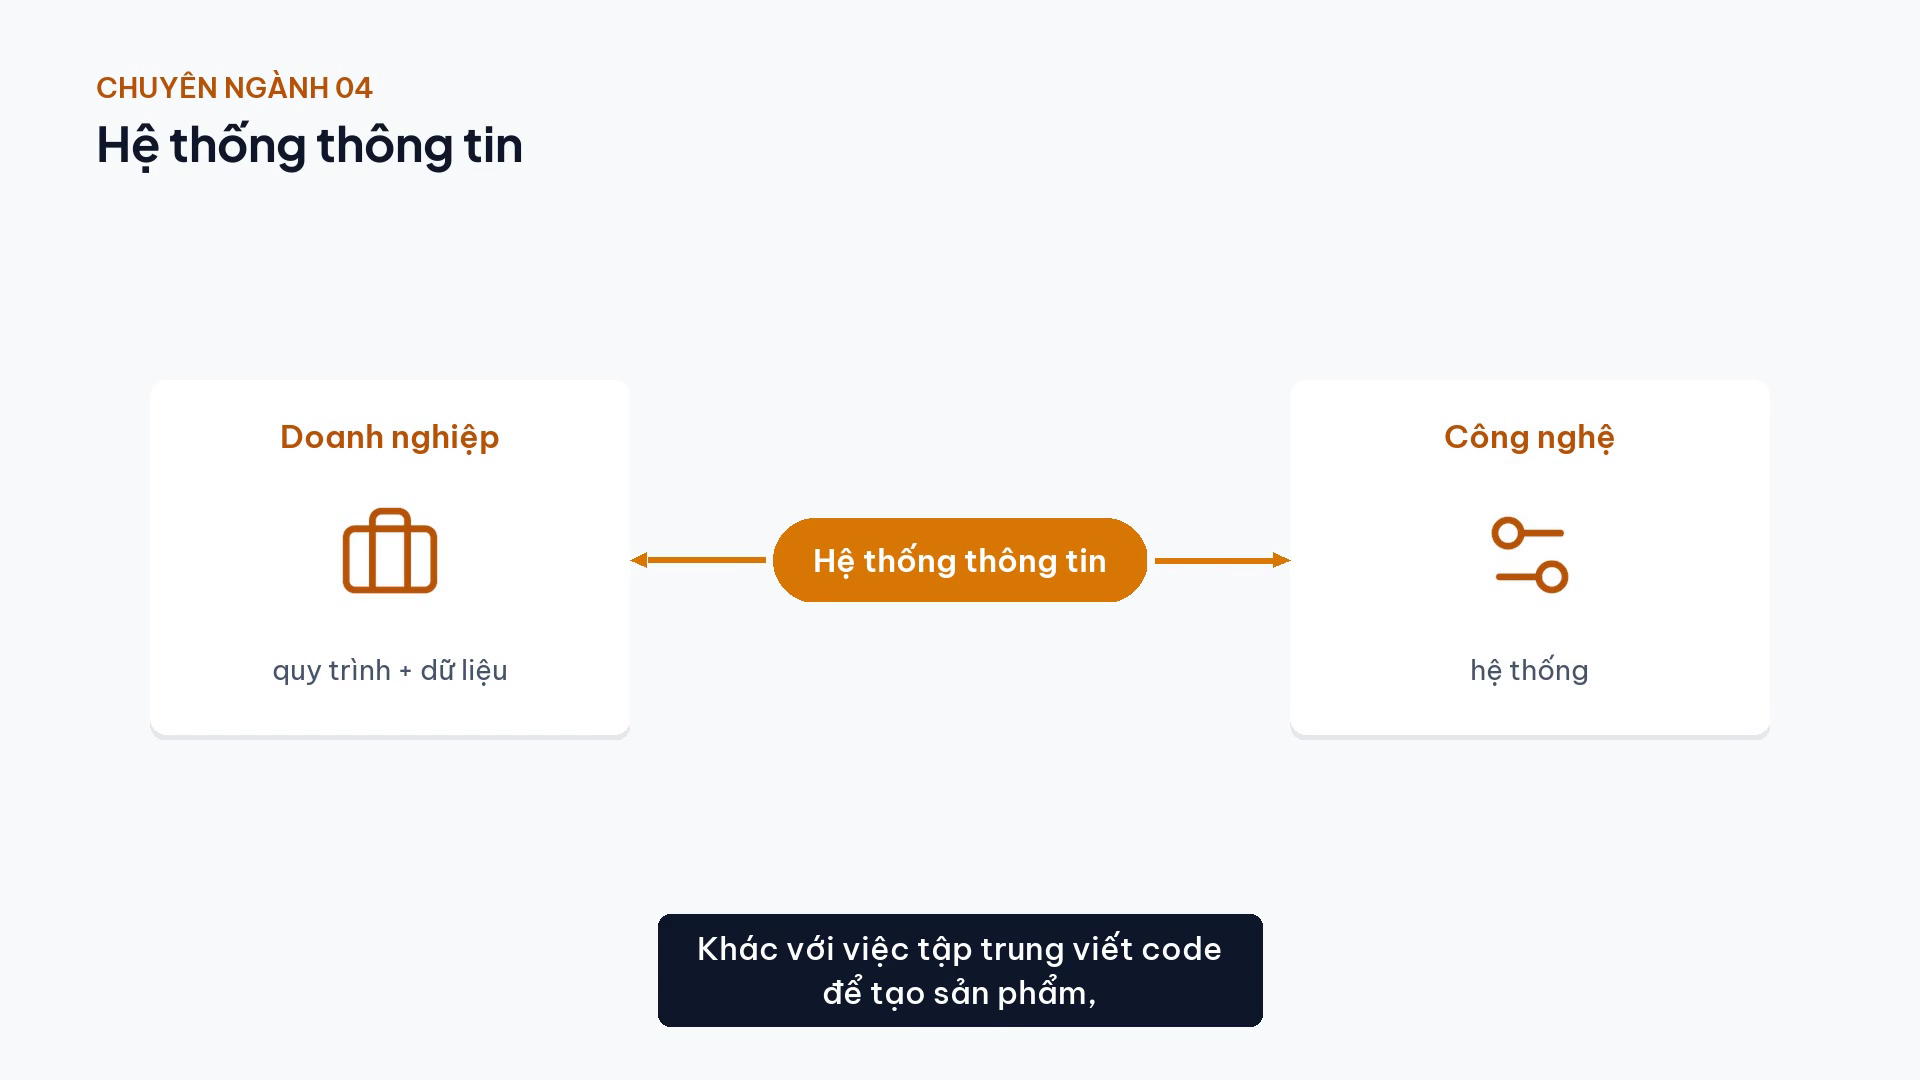 CHUYÊN NGÀNH 04
Hệ thống thông tin
Doanh nghiệp
quy trình + dữ liệu
Hệ thống thông tin
Công nghệ
hệ thống
Khác với việc tập trung viết code
để tạo sản phẩm,